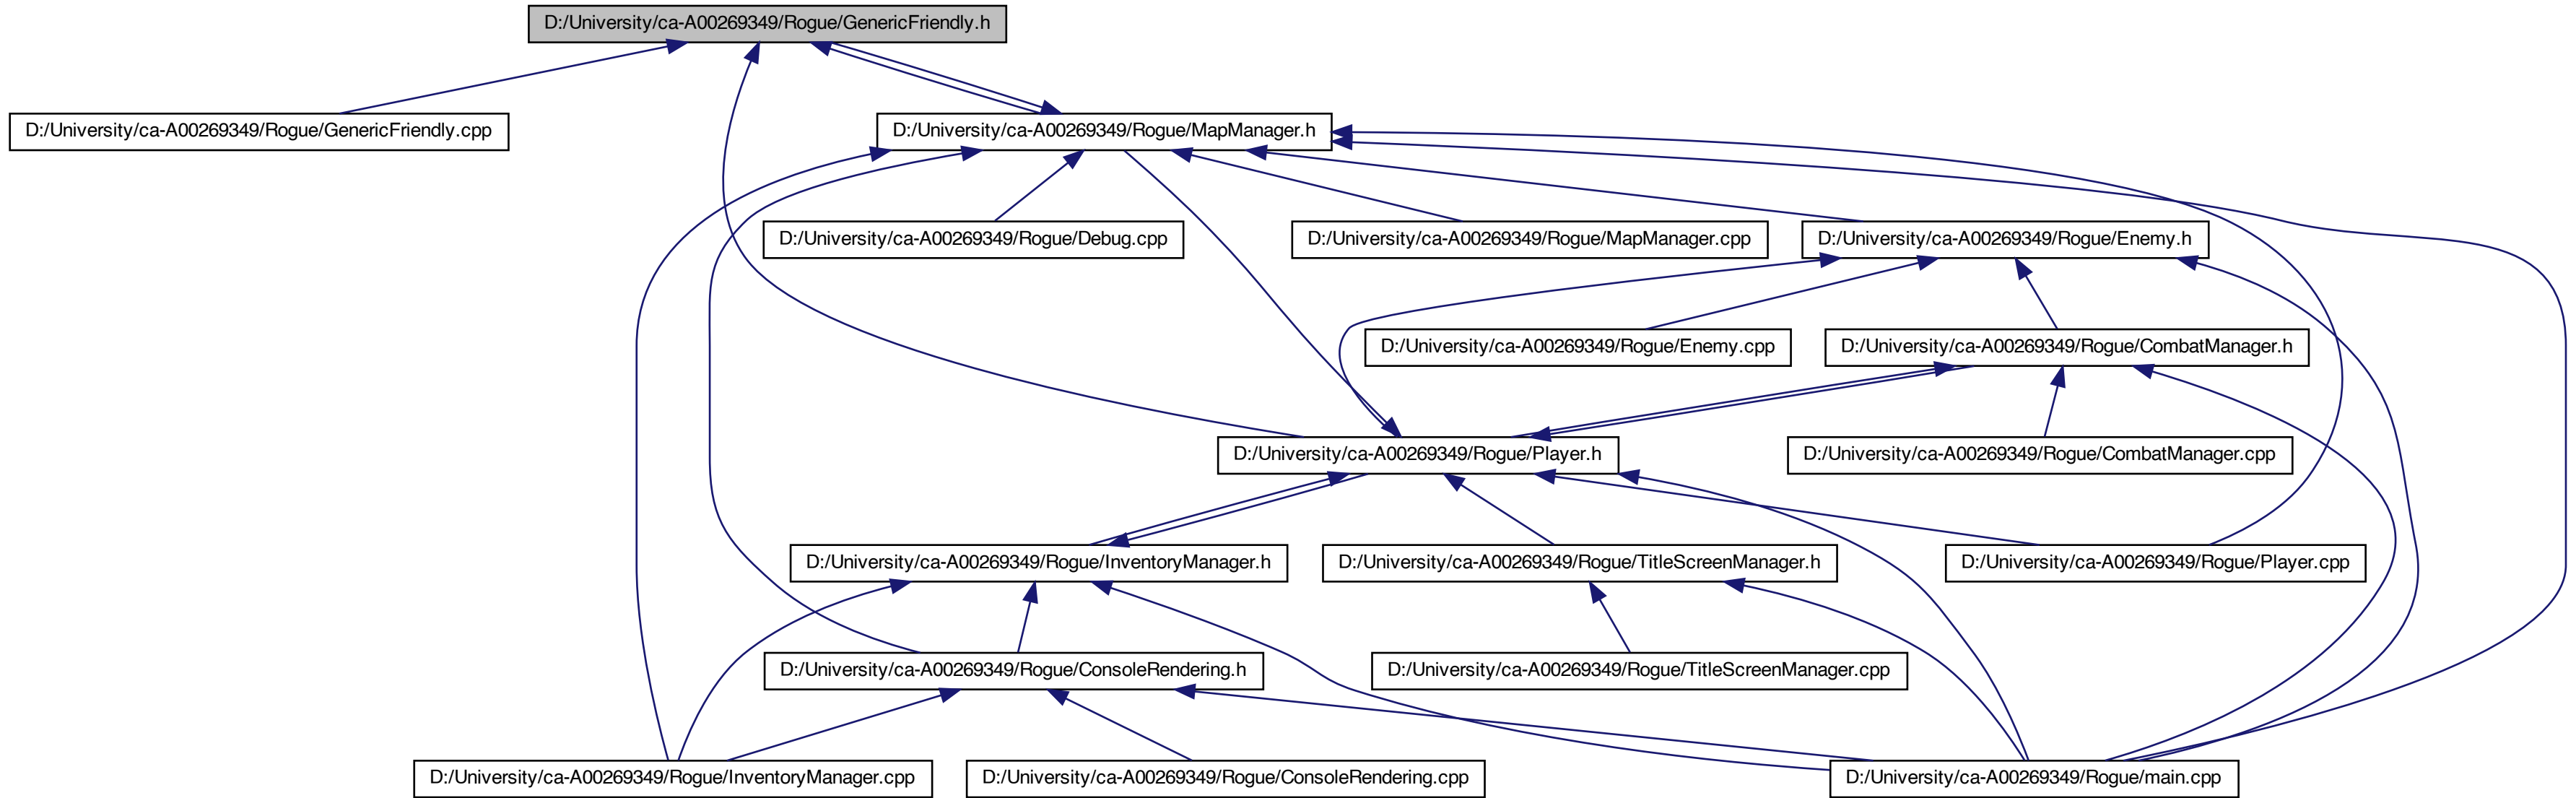 D:/University/ca-A00269349/Rogue/GenericFriendly.h
D:/University/ca-A00269349/Rogue/GenericFriendly.cpp
D:/University/ca-A00269349/Rogue/MapManager.h
D:/University/ca-A00269349/Rogue/Debug.cpp
D:/University/ca-A00269349/Rogue/MapManager.cpp
D:/University/ca-A00269349/Rogue/Enemy.h
D:/University/ca-A00269349/Rogue/Enemy.cpp
D:/University/ca-A00269349/Rogue/CombatManager.h
D:/University/ca-A00269349/Rogue/Player.h
D:/University/ca-A00269349/Rogue/CombatManager.cpp
D:/University/ca-A00269349/Rogue/InventoryManager.h
D:/University/ca-A00269349/Rogue/TitleScreenManager.h
D:/University/ca-A00269349/Rogue/Player.cpp
D:/University/ca-A00269349/Rogue/ConsoleRendering.h
D:/University/ca-A00269349/Rogue/TitleScreenManager.cpp
D:/University/ca-A00269349/Rogue/InventoryManager.cpp
D:/University/ca-A00269349/Rogue/ConsoleRendering.cpp
D:/University/ca-A00269349/Rogue/main.cpp